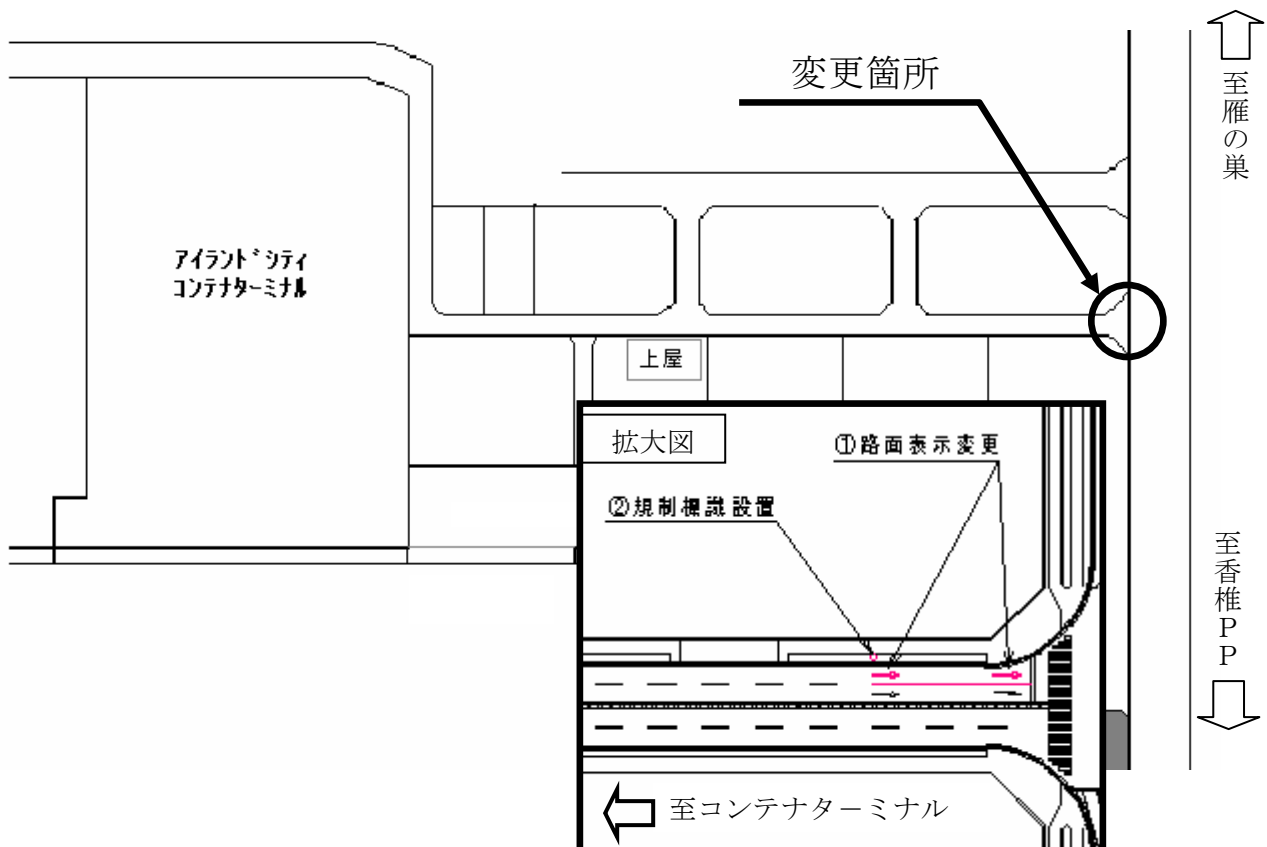 変更箇所
至雁の巣
アイランドシティ
コンテナターミナル
上屋
拡大図
①路面表示変更
②規制標識設置
至香椎PP
至コンテナターミナル